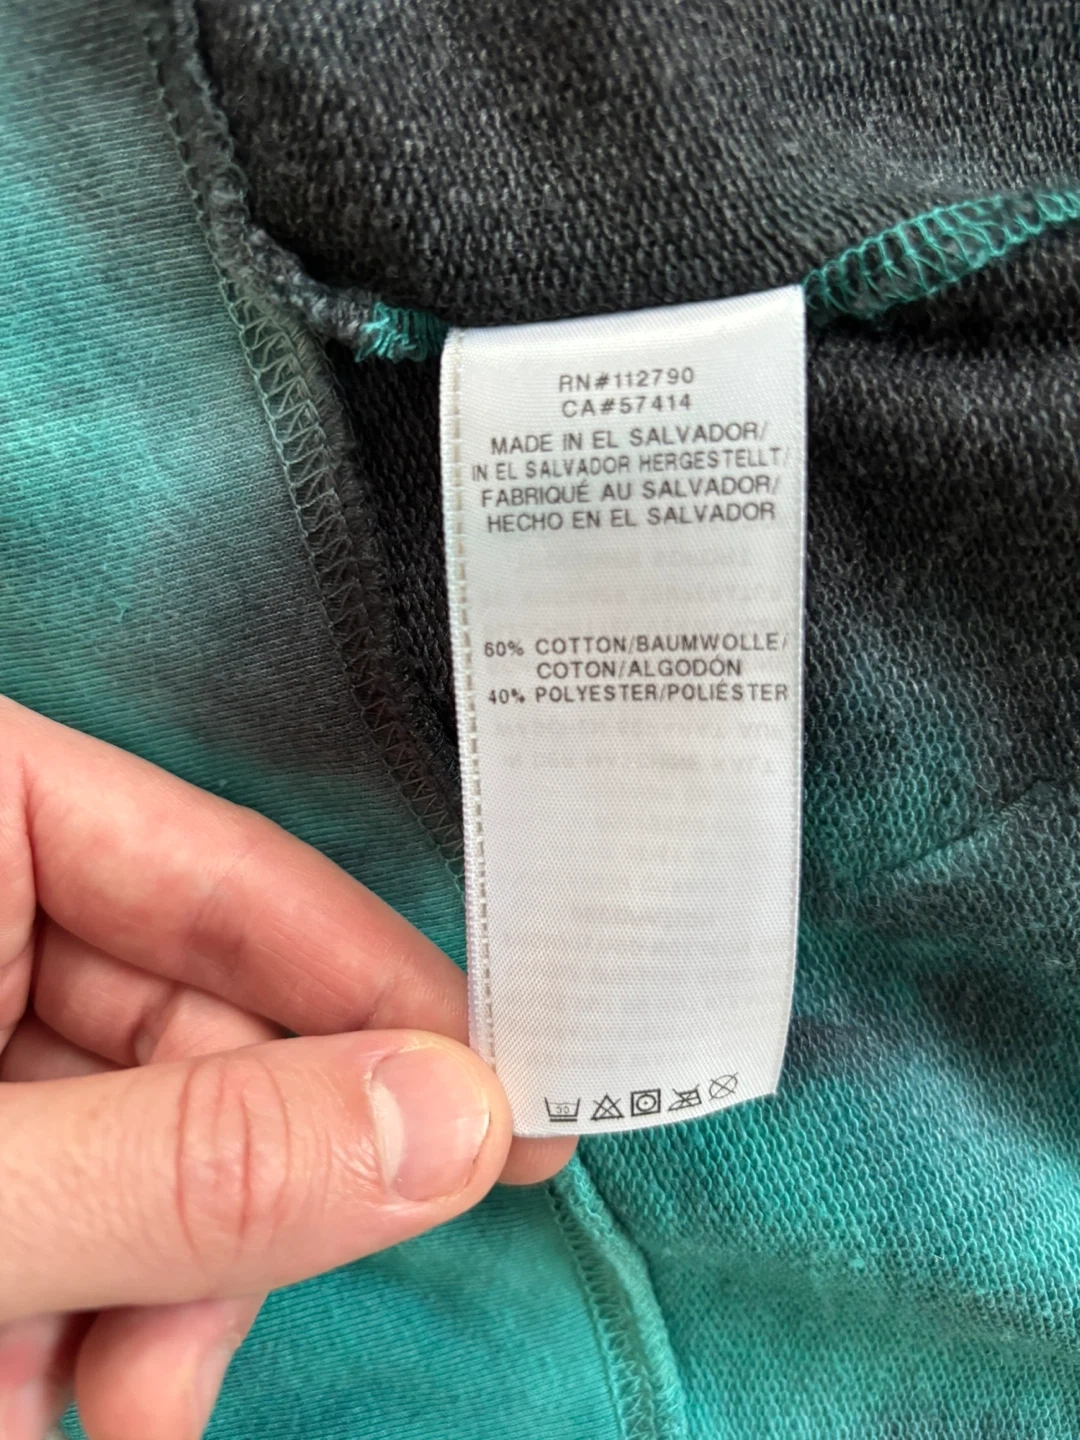 RN#112790
CA#57414
MADE IN EL SALVADOR/
IN EL SALVADOR HERGESTELLT/
FABRIQUÉ AU SALVADOR/
HECHO EN EL SALVADOR
60% COTTON/BAUMWOLLE/
COTON/ALGODÓN
40% POLYESTER/POLIÉSTER
30